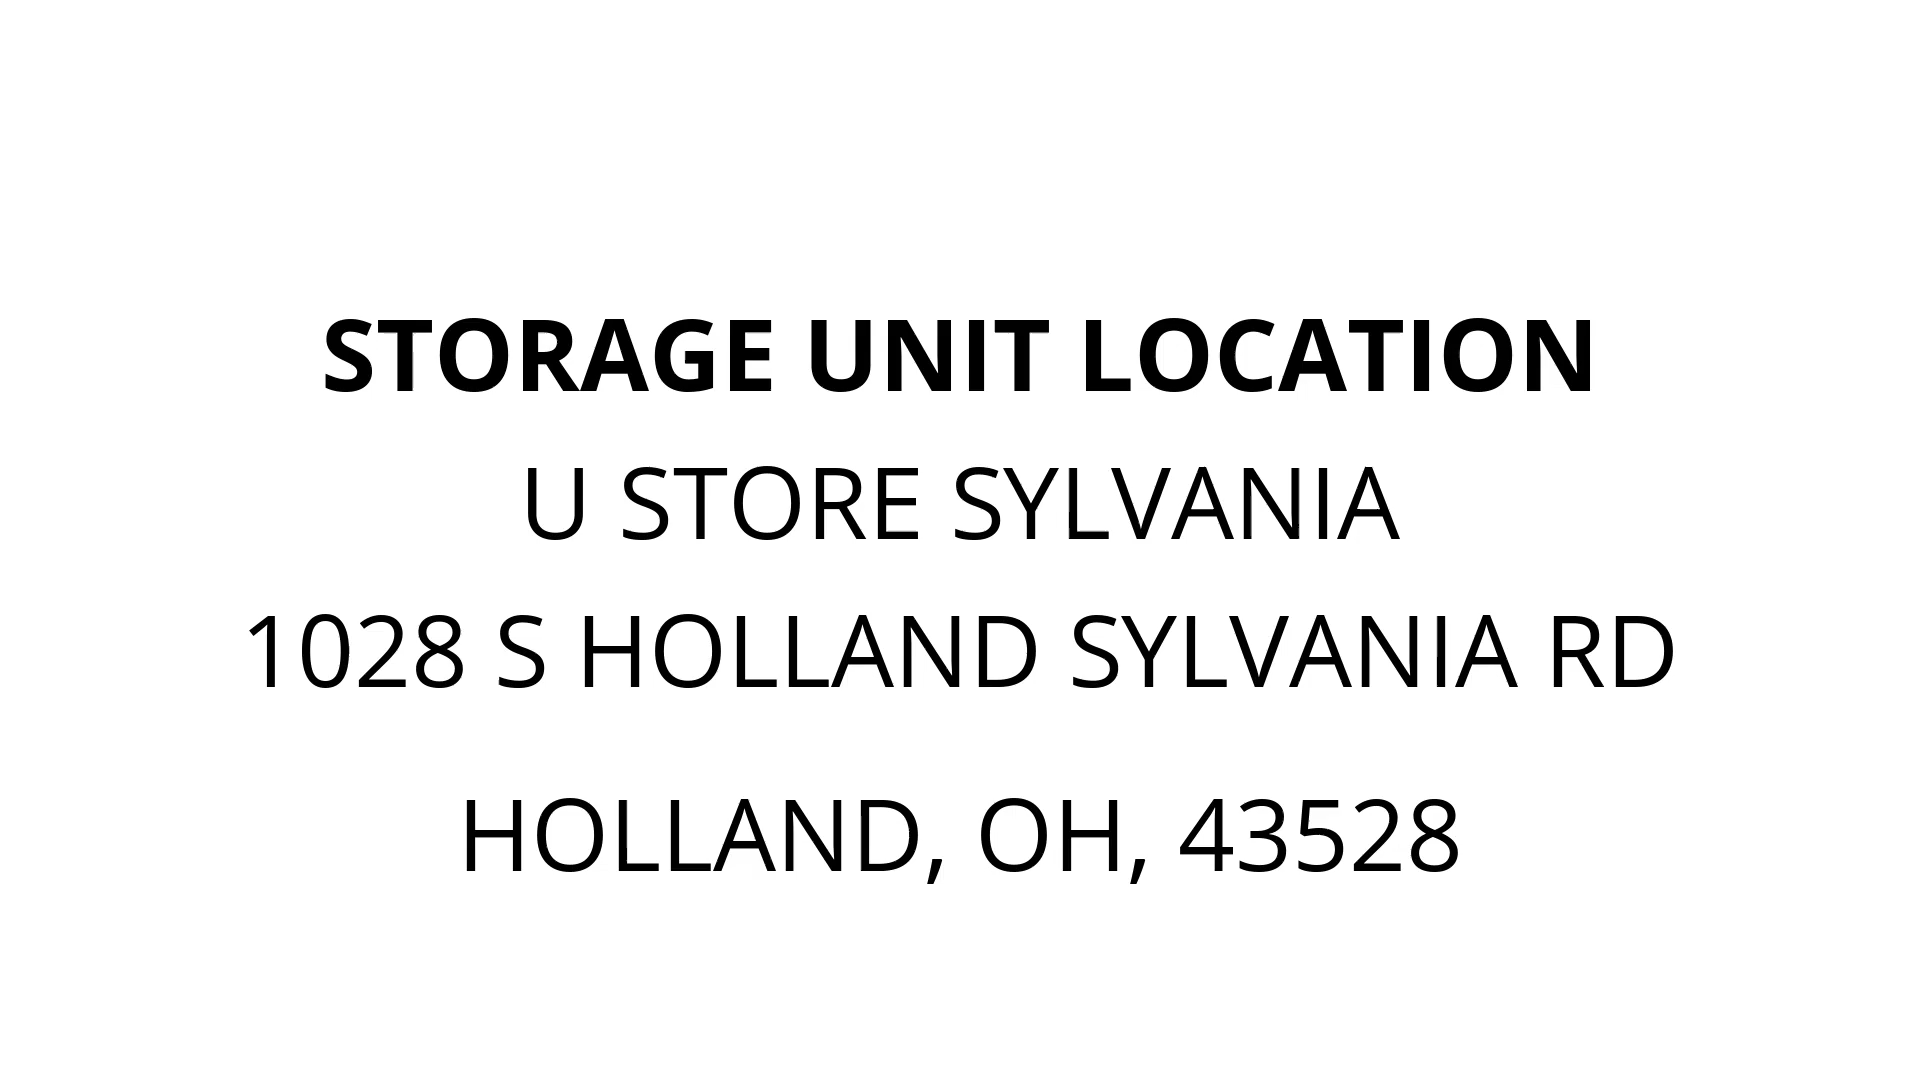 STORAGE UNIT LOCATION
U STORE SYLVANIA
1028 S HOLLAND SYLVANIA RD
HOLLAND, OH, 43528